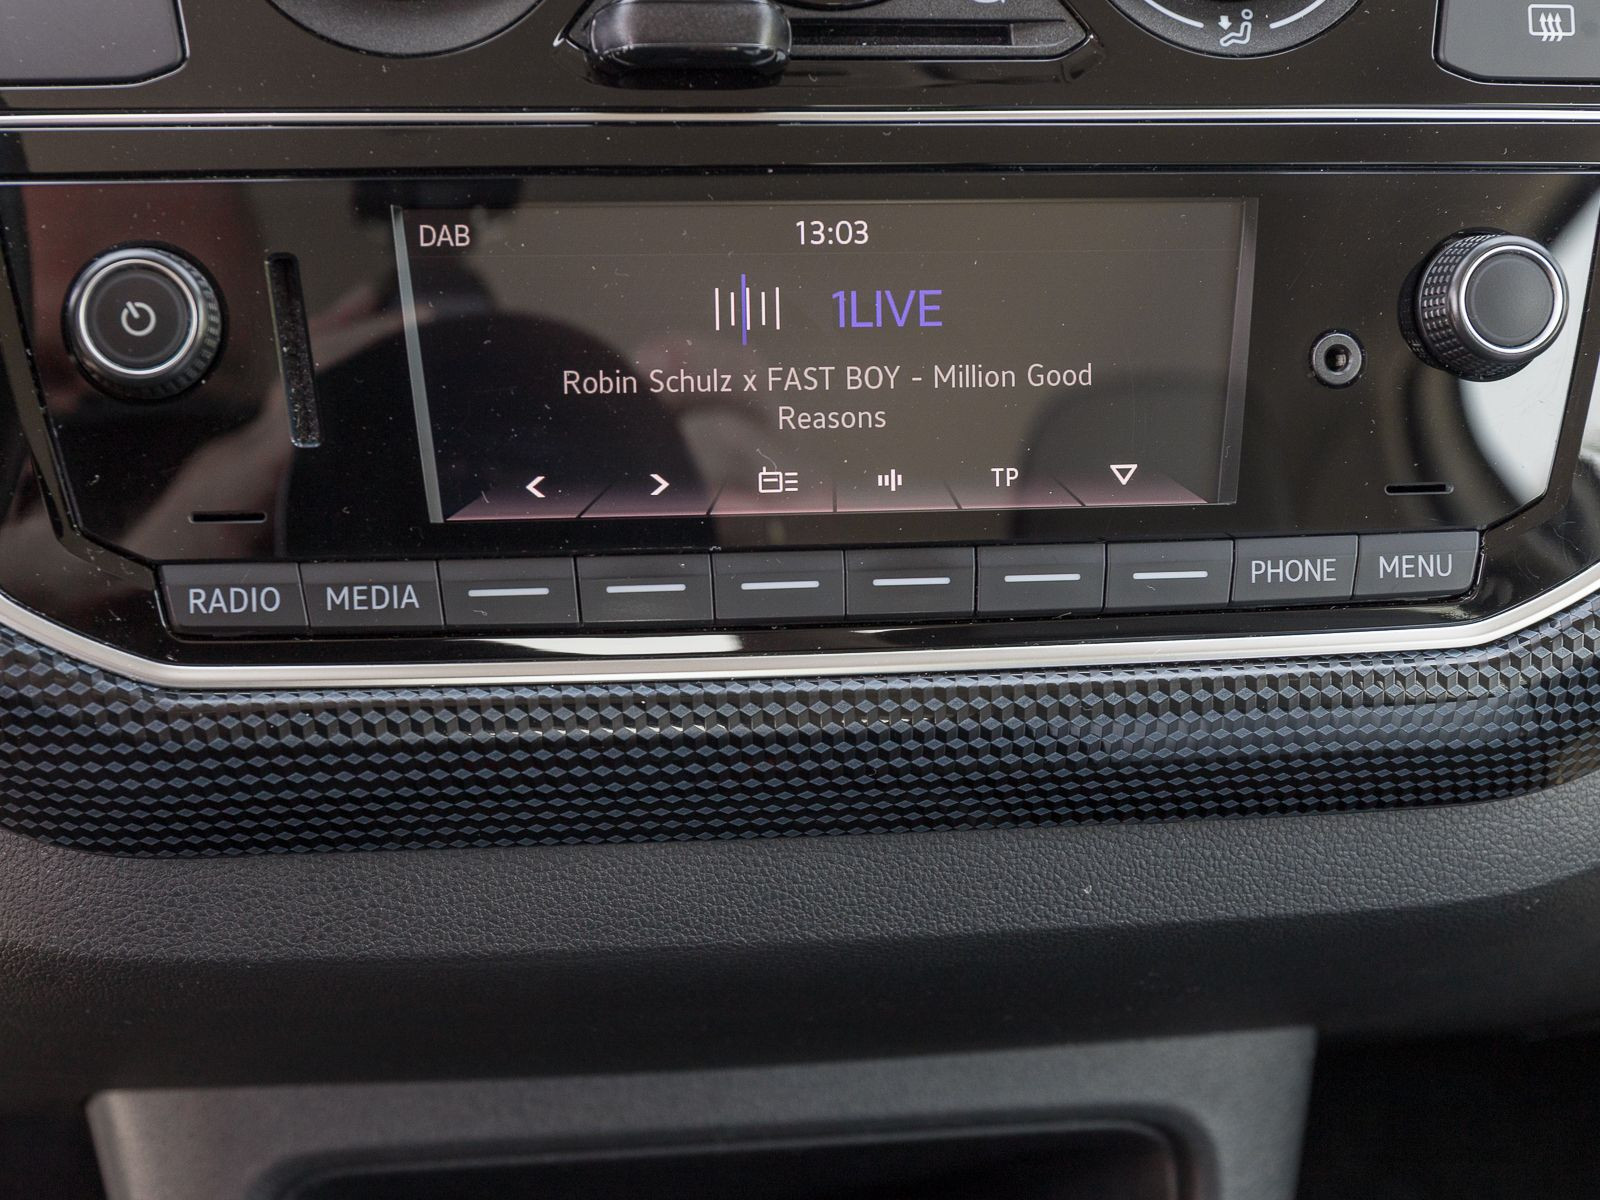 DAB
13:03
1LIVE
Robin Schulz x FAST BOY - Million Good
Reasons
TP
RADIO
MEDIA
PHONE
MENU